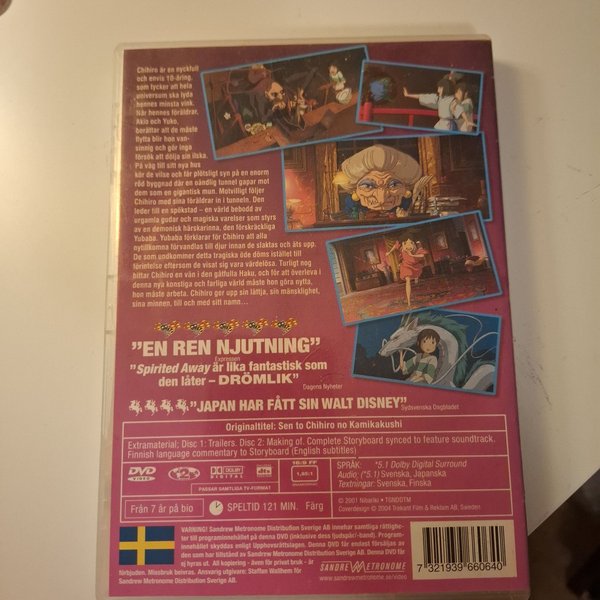 Chihiro är en nyckfull
och envis 10-åring,
som tycker att hela
universum ska lyda
hennes minsta vink.
När hennes föräldrar,
Akio och Yuko,
berättar att de måste
flytta blir hon van-
sinnig och gör inga
försök att dölja sin ilska.
På väg till sitt nya hus
kör de vilse och får plötsligt syn på en enorm
röd byggnad där en oändlig tunnel gapar mot
dem som en gigantisk mun. Motvilligt följer
Chihiro med sina föräldrar in i tunneln. Den
leder till en spökstad – en värld bebodd av
urgamla gudar och magiska varelser som styrs
av en demonisk härskarinna, den förskräckliga
Yubaba. Yubaba förklarar för Chihiro att alla
nytillkomna förvandlas till djur innan de slaktas och äts upp.
De som undkommer detta tragiska öde döms istället till
förintelse eftersom de visat sig vara värdelösa. Turligt nog
hittar Chihiro en vän i den gåtfulla Haku, och för att överleva i
denna nya konstiga och farliga värld måste hon göra nytta,
hon måste arbeta. Chihiro ger upp sin lättja, sin mänsklighet,
sina minnen, till och med sitt namn...
”EN REN NJUTNING”
Expressen
”Spirited Away är lika fantastisk som
den låter – DRÖMLIK”
Dagens Nyheter
”JAPAN HAR FÅTT SIN WALT DISNEY”
Sydsvenska Dagbladet
Originaltitel: Sen to Chihiro no Kamikakushi
Extramaterial; Disc 1: Trailers. Disc 2: Making of. Complete Storyboard synced to feature soundtrack.
Finnish language commentary to Storyboard (English subtitles)
DVD VIDEO
2
DOLBY DIGITAL
16:9 FF
1,85:1
PASSAR SAMTLIGA TV-FORMAT
SPRÅK: *5.1 Dolby Digital Surround
Audio: (*5.1) Svenska, Japanska
Textningar: Svenska, Finska
Från 7 år på bio
SPELTID 121 MIN. Färg
© 2001 Nibariki • TGNDDTM
Coverdesign: © 2004 Trekant Film & Reklam AB, Sweden
VARNING! Sandrew Metronome Distribution Sverige AB innehar samtliga rättighe-
ter till programinnehållet på denna DVD (inklusive dess ljudspår/-band). Program-
innehållet skyddas enligt Upphovsrättslagen. Denna DVD får endast försäljas av
den som har tillstånd av Sandrew Metronome Distribution Sverige AB. Denna DVD får
ej hyras ut. All kopiering - även för privat bruk - är
förbjuden. Missbruk beivras. Ansvarig utgivare: Staffan Wallhem för
Sandrew Metronome Distribution Sverige AB.
SANDREW METRONOME
www.sandrewmetronome.se/video
7 321939 660640